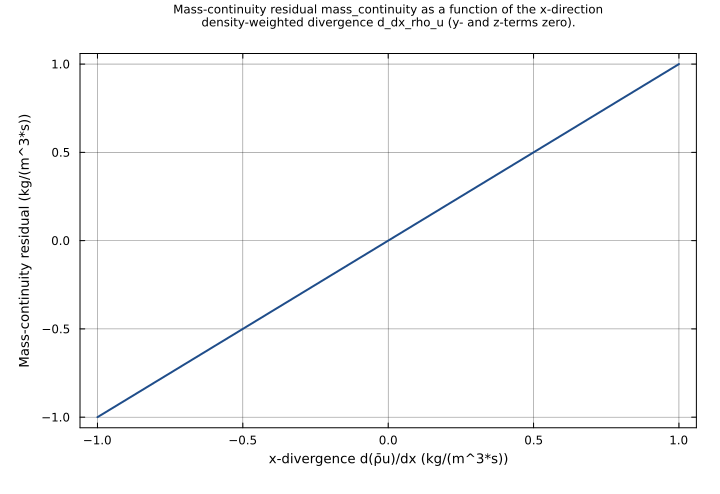 Mass-continuity residual mass_continuity as a function of the x-direction
density-weighted divergence d_dx_rho_u (y- and z-terms zero).
1.0
0.5
0.0
−0.5
−1.0
Mass-continuity residual (kg/(m^3*s))
−1.0
−0.5
0.0
0.5
1.0
x-divergence d(ρ̄u)/dx (kg/(m^3*s))